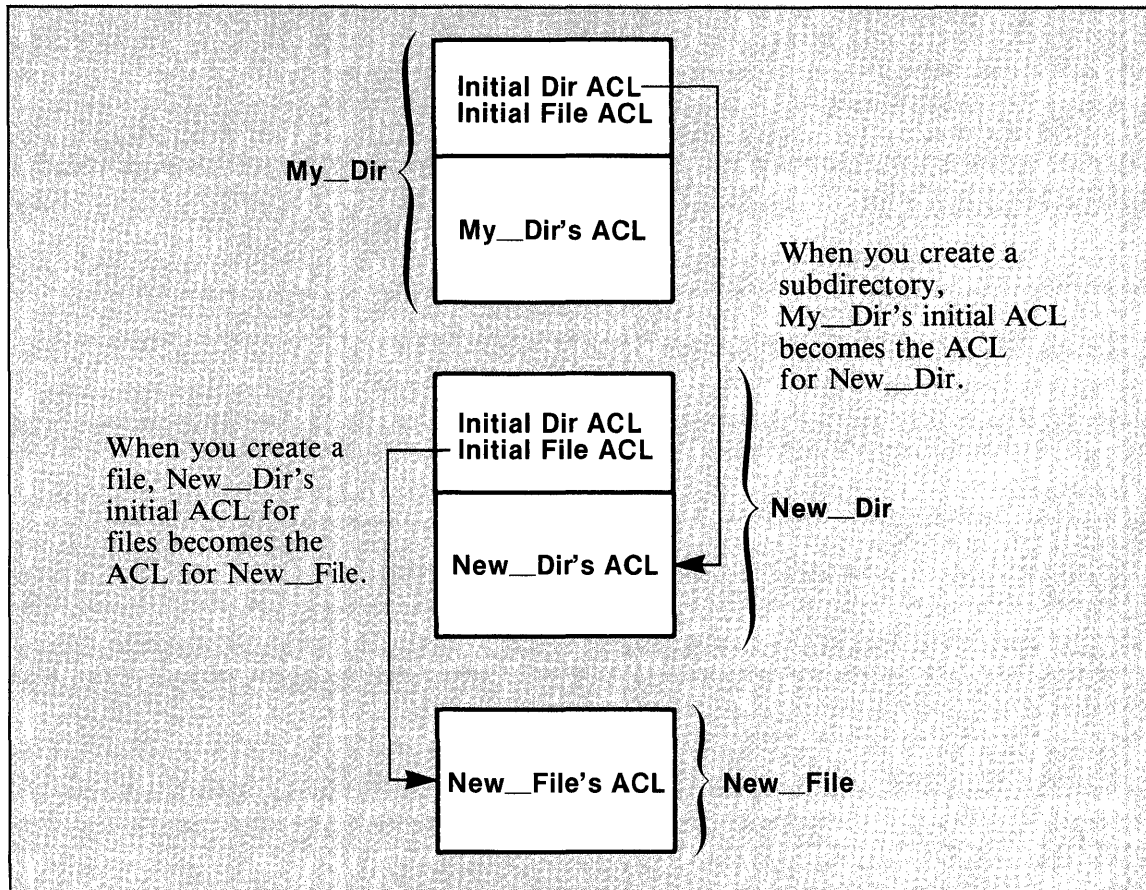 Initial Dir ACL
Initial File ACL
My__Dir
My__Dir's ACL
When you create a
subdirectory,
My__Dir's initial ACL
becomes the ACL
for New__Dir.
Initial Dir ACL
Initial File ACL
When you create a
file, New__Dir's
initial ACL for
files becomes the
ACL for New__File.
New__Dir
New__Dir's ACL
New__File's ACL
New__File